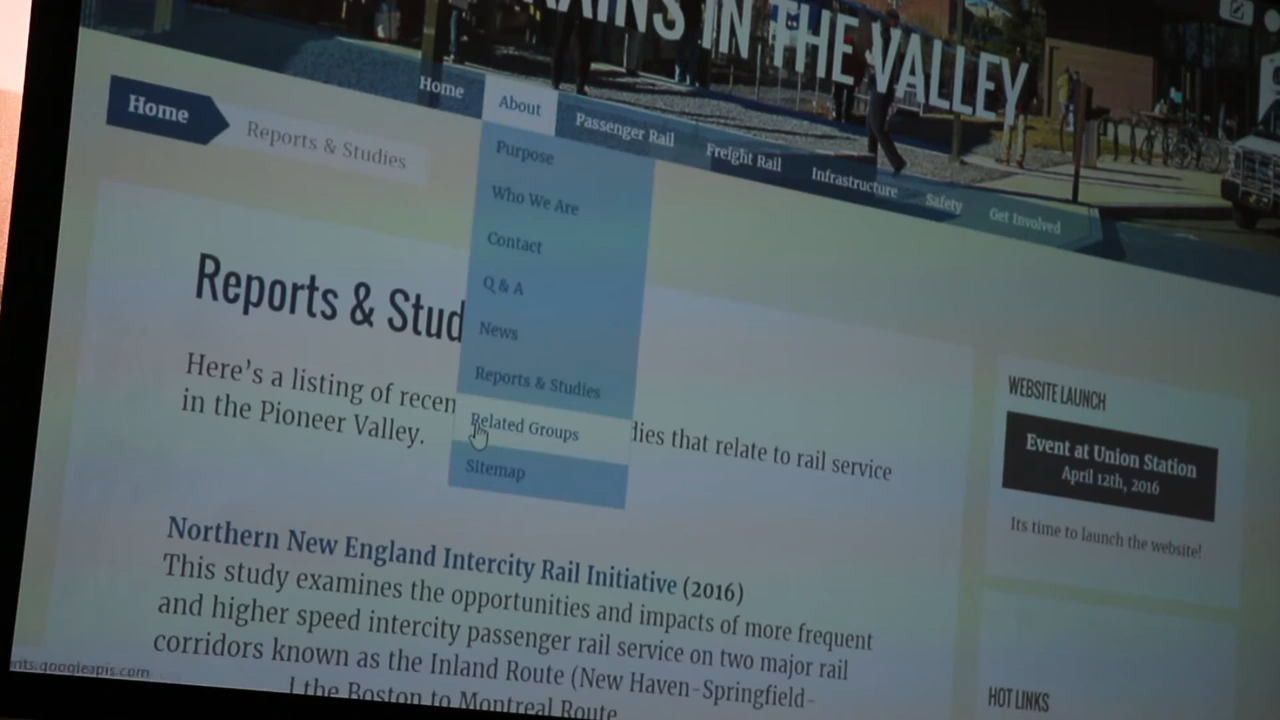 IN THE VALLEY
Home
About
Passenger Rail
Freight Rail
Infrastructure
Safety
Get Involved
Home
Reports & Studies
Purpose
Who We Are
Contact
Q & A
News
Reports & Studies
Related Groups
Sitemap
Reports & Stud
Here's a listing of recen
dies that relate to rail service
in the Pioneer Valley.
Northern New England Intercity Rail Initiative (2016)
This study examines the opportunities and impacts of more frequent
and higher speed intercity passenger rail service on two major rail
corridors known as the Inland Route (New Haven-Springfield-
the Boston to Montreal Route
WEBSITE LAUNCH
Event at Union Station
April 12th, 2016
Its time to launch the website!
HOT LINKS
nts.googleapis.com